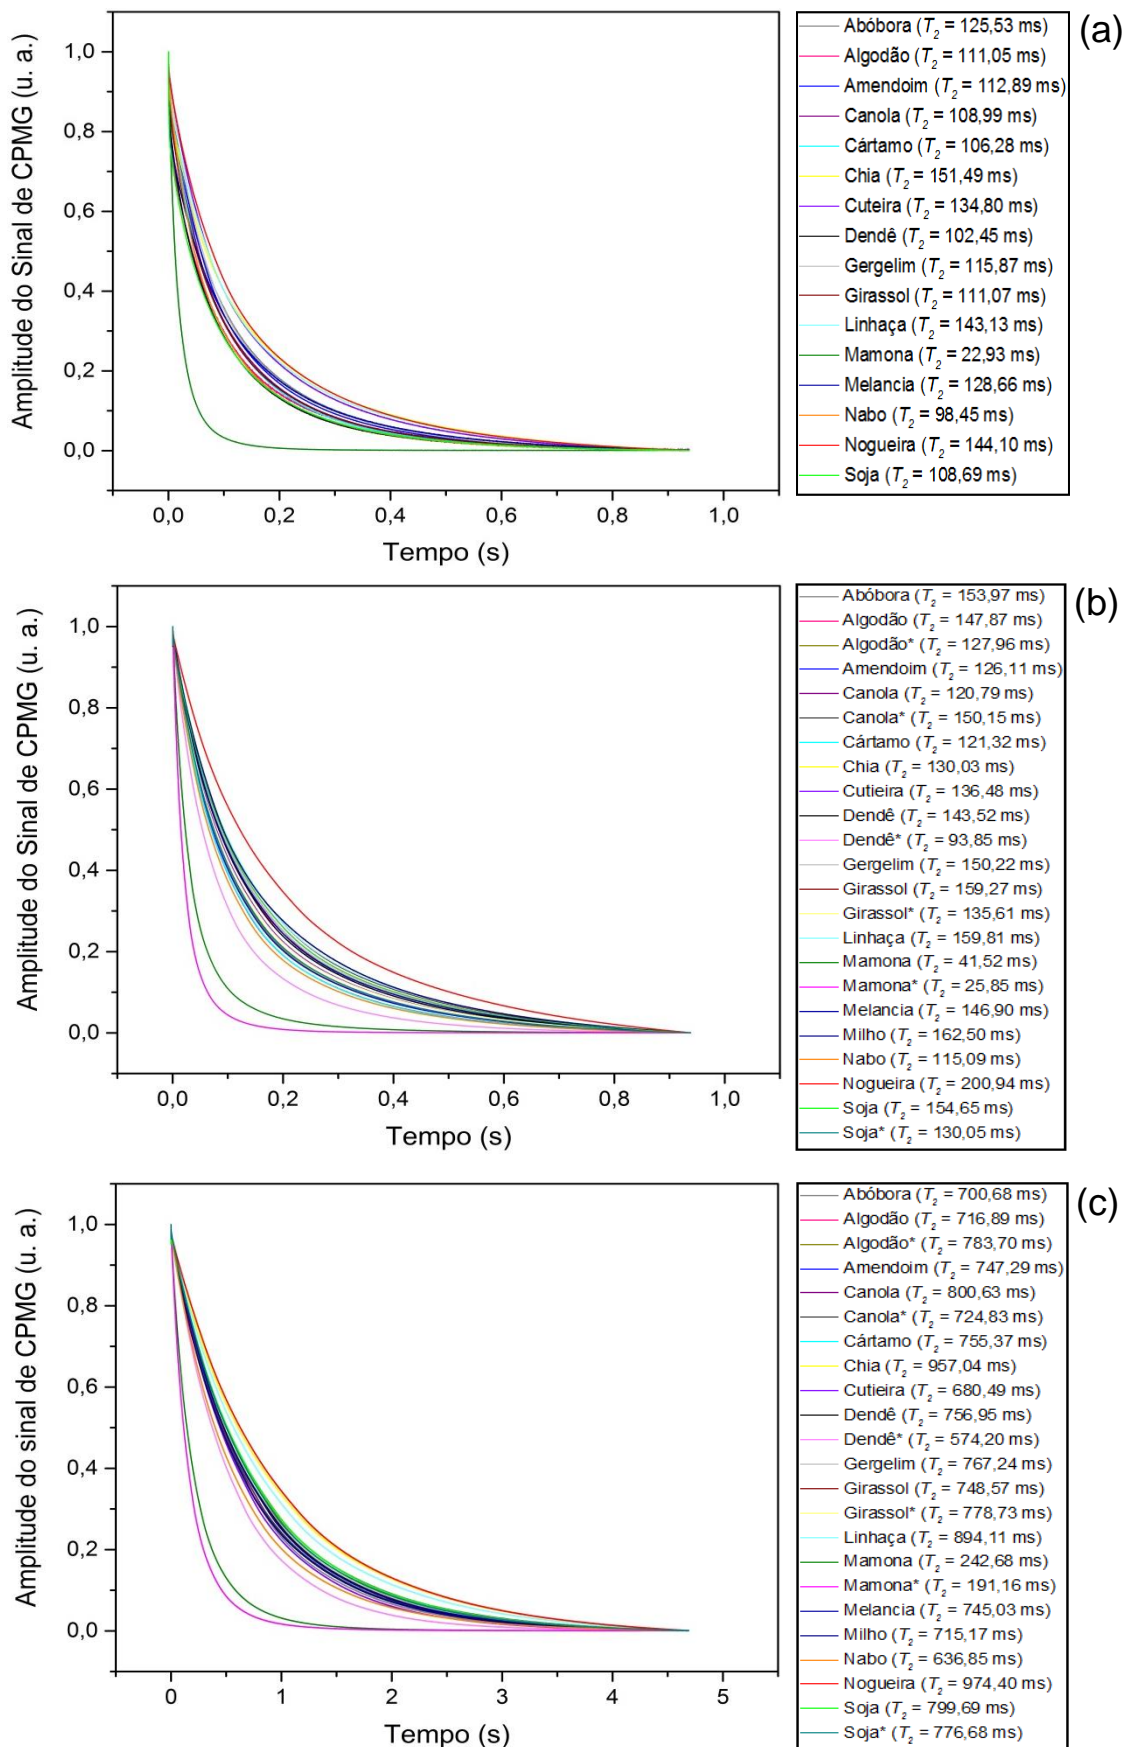 (a)
Amplitude do Sinal de CPMG (u. a.)
1,0
0,8
0,6
0,4
0,2
0,0
0,0 0,2 0,4 0,6 0,8 1,0
Tempo (s)
Abóbora (T2 = 125,53 ms)
Algodão (T2 = 111,05 ms)
Amendoim (T2 = 112,89 ms)
Canola (T2 = 108,99 ms)
Cártamo (T2 = 106,28 ms)
Chia (T2 = 151,49 ms)
Cuteira (T2 = 134,80 ms)
Dendê (T2 = 102,45 ms)
Gergelim (T2 = 115,87 ms)
Girassol (T2 = 111,07 ms)
Linhaça (T2 = 143,13 ms)
Mamona (T2 = 22,93 ms)
Melancia (T2 = 128,66 ms)
Nabo (T2 = 98,45 ms)
Nogueira (T2 = 144,10 ms)
Soja (T2 = 108,69 ms)
(b)
Amplitude do Sinal de CPMG (u. a.)
1,0
0,8
0,6
0,4
0,2
0,0
0,0 0,2 0,4 0,6 0,8 1,0
Tempo (s)
Abóbora (T2 = 153,97 ms)
Algodão (T2 = 147,87 ms)
Algodão* (T2 = 127,96 ms)
Amendoim (T2 = 126,11 ms)
Canola (T2 = 120,79 ms)
Canola* (T2 = 150,15 ms)
Cártamo (T2 = 121,32 ms)
Chia (T2 = 130,03 ms)
Cutieira (T2 = 136,48 ms)
Dendê (T2 = 143,52 ms)
Dendê* (T2 = 93,85 ms)
Gergelim (T2 = 150,22 ms)
Girassol (T2 = 159,27 ms)
Girassol* (T2 = 135,61 ms)
Linhaça (T2 = 159,81 ms)
Mamona (T2 = 41,52 ms)
Mamona* (T2 = 25,85 ms)
Melancia (T2 = 146,90 ms)
Milho (T2 = 162,50 ms)
Nabo (T2 = 115,09 ms)
Nogueira (T2 = 200,94 ms)
Soja (T2 = 154,65 ms)
Soja* (T2 = 130,05 ms)
(c)
Amplitude do sinal de CPMG (u. a.)
1,0
0,8
0,6
0,4
0,2
0,0
0 1 2 3 4 5
Tempo (s)
Abóbora (T2 = 700,68 ms)
Algodão (T2 = 716,89 ms)
Algodão* (T2 = 783,70 ms)
Amendoim (T2 = 747,29 ms)
Canola (T2 = 800,63 ms)
Canola* (T2 = 724,83 ms)
Cártamo (T2 = 755,37 ms)
Chia (T2 = 957,04 ms)
Cutieira (T2 = 680,49 ms)
Dendê (T2 = 756,95 ms)
Dendê* (T2 = 574,20 ms)
Gergelim (T2 = 767,24 ms)
Girassol (T2 = 748,57 ms)
Girassol* (T2 = 778,73 ms)
Linhaça (T2 = 894,11 ms)
Mamona (T2 = 242,68 ms)
Mamona* (T2 = 191,16 ms)
Melancia (T2 = 745,03 ms)
Milho (T2 = 715,17 ms)
Nabo (T2 = 636,85 ms)
Nogueira (T2 = 974,40 ms)
Soja (T2 = 799,69 ms)
Soja* (T2 = 776,68 ms)